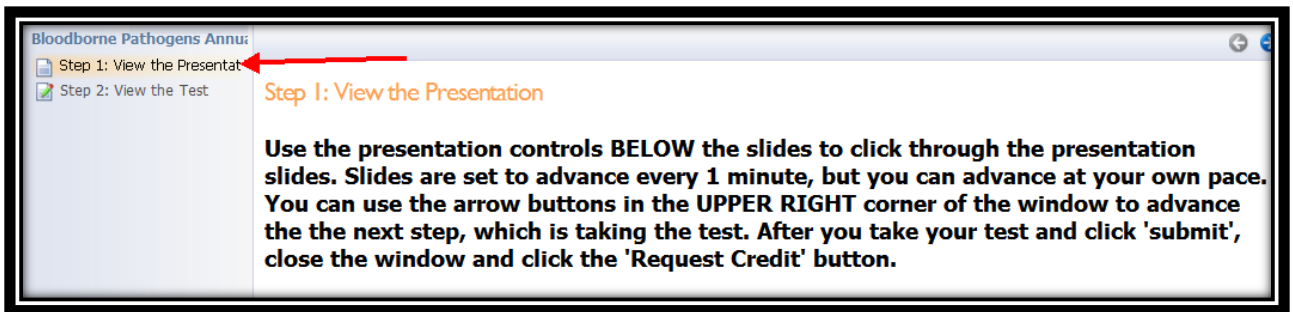 Bloodborne Pathogens Annua
Step 1: View the Presentat
Step 2: View the Test
Step 1: View the Presentation
Use the presentation controls BELOW the slides to click through the presentation
slides. Slides are set to advance every 1 minute, but you can advance at your own pace.
You can use the arrow buttons in the UPPER RIGHT corner of the window to advance
the the next step, which is taking the test. After you take your test and click 'submit',
close the window and click the 'Request Credit' button.